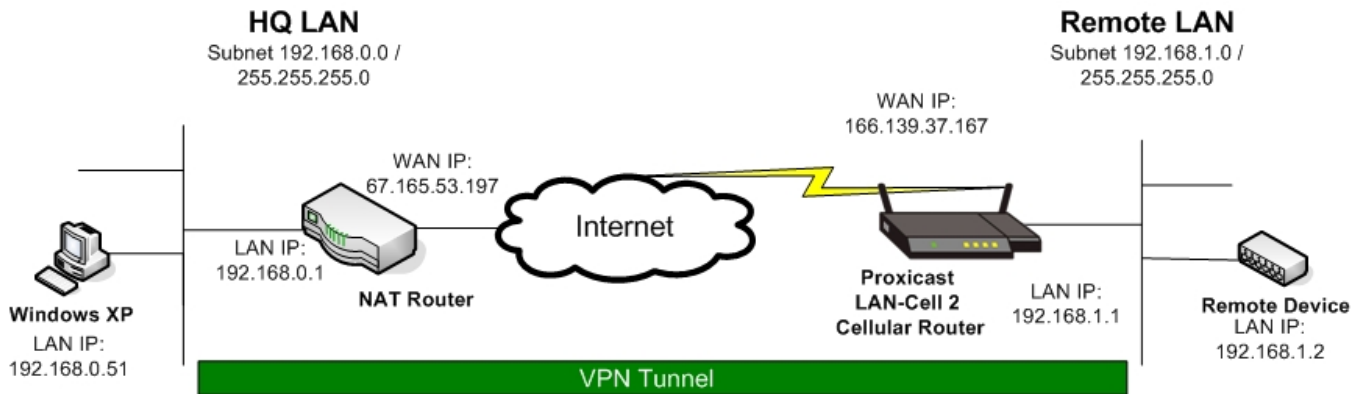 HQ LAN
Subnet 192.168.0.0 /
255.255.255.0
Remote LAN
Subnet 192.168.1.0 /
255.255.255.0
WAN IP:
166.139.37.167
WAN IP:
67.165.53.197
Internet
LAN IP:
192.168.0.1
NAT Router
Windows XP
LAN IP:
192.168.0.51
Proxicast
LAN-Cell 2
Cellular Router
LAN IP:
192.168.1.1
Remote Device
LAN IP:
192.168.1.2
VPN Tunnel